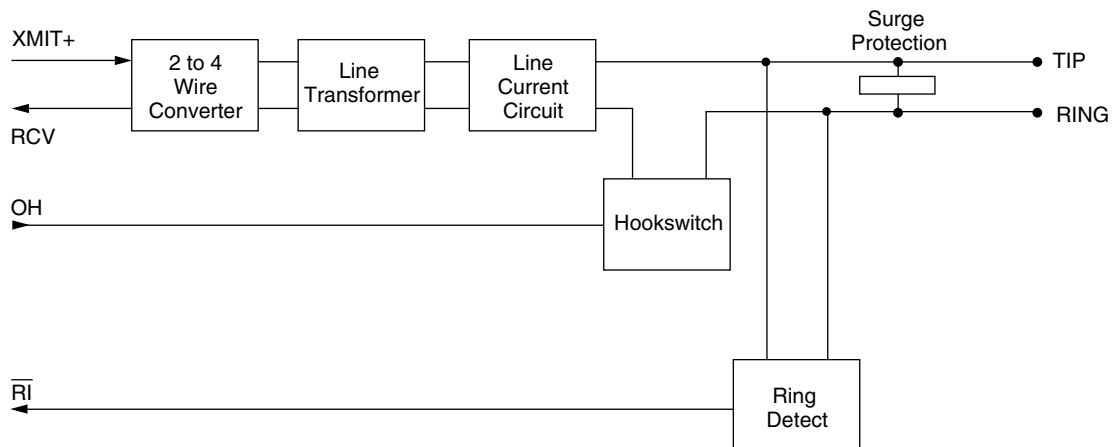 XMIT+
RCV
2 to 4
Wire
Converter
Line
Transformer
Line
Current
Circuit
Surge
Protection
TIP
RING
OH
Hookswitch
R̅I̅
Ring
Detect